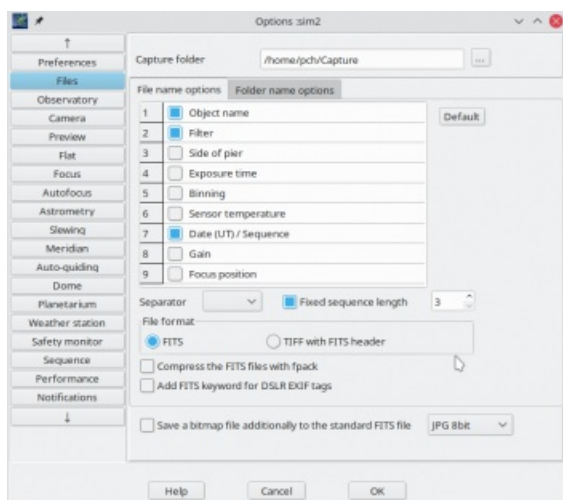 Options :sim2
↑
Preferences
Files
Observatory
Camera
Preview
Flat
Focus
Autofocus
Astrometry
Slewing
Meridian
Auto-guiding
Dome
Planetarium
Weather station
Safety monitor
Sequence
Performance
Notifications
↓
Capture folder /home/pch/Capture ...
File name options Folder name options
1 Object name
2 Filter
3 Side of pier
4 Exposure time
5 Binning
6 Sensor temperature
7 Date (UT) / Sequence
8 Gain
9 Focus position
Default
Separator Fixed sequence length 3
File format
FITS TIFF with FITS header
Compress the FITS files with fpack
Add FITS keyword for DSLR EXIF tags
Save a bitmap file additionally to the standard FITS file JPG 8bit
Help Cancel OK